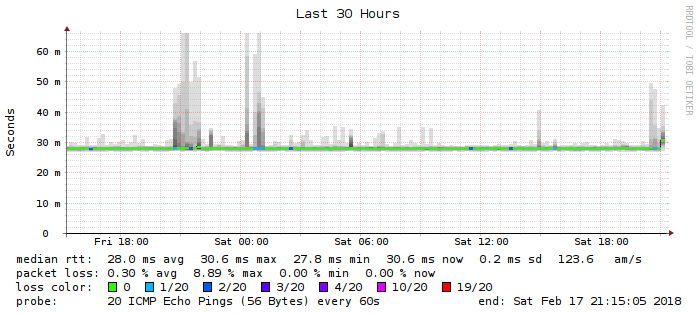 Last 30 Hours
RRDTOOL / TOBI OETIKER
Seconds
60 m
50 m
40 m
30 m
20 m
10 m
0
Fri 18:00 Sat 00:00 Sat 06:00 Sat 12:00 Sat 18:00
median rtt: 28.0 ms avg 30.6 ms max 27.8 ms min 30.6 ms now 0.2 ms sd 123.6 am/s
packet loss: 0.30 % avg 8.89 % max 0.00 % min 0.00 % now
loss color: 0 1/20 2/20 3/20 4/20 10/20 19/20
probe: 20 ICMP Echo Pings (56 Bytes) every 60s end: Sat Feb 17 21:15:05 2018